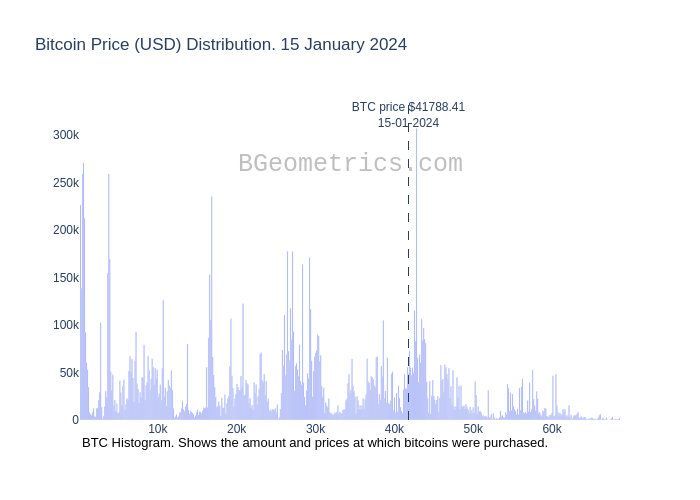 Bitcoin Price (USD) Distribution. 15 January 2024
BTC price $41788.41
15-01-2024
300k
BGeometrics.com
250k
200k
150k
100k
50k
0
10k 20k 30k 40k 50k 60k
BTC Histogram. Shows the amount and prices at which bitcoins were purchased.